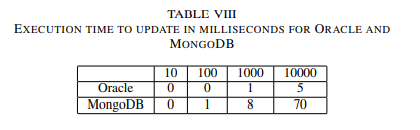 TABLE VIII
EXECUTION TIME TO UPDATE IN MILLISECONDS FOR ORACLE AND
MONGODB
10 100 1000 10000
Oracle 0 0 1 5
MongoDB 0 1 8 70